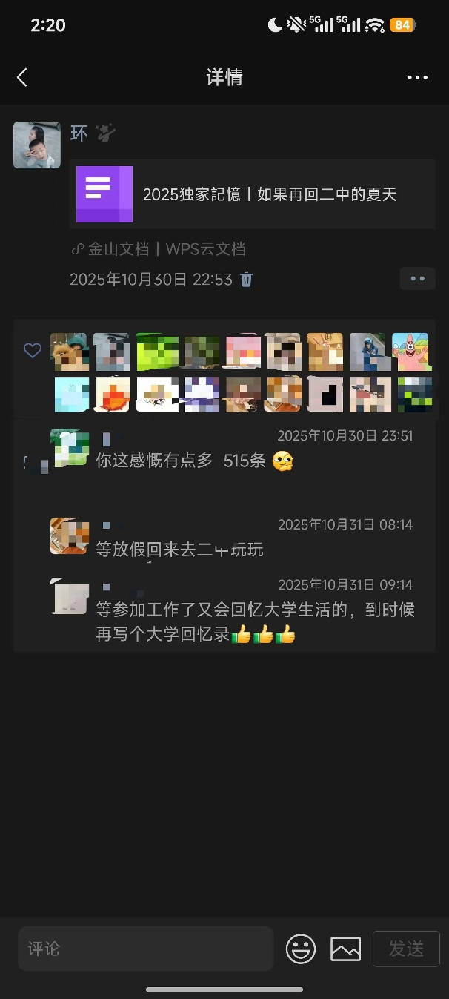 2:20
5G 5G 6 84
详情
环
2025独家記憶丨如果再回二中的夏天
金山文档丨WPS云文档
2025年10月30日 22:53
2025年10月30日 23:51
你这感慨有点多 515条
2025年10月31日 08:14
等放假回来去二中玩玩
2025年10月31日 09:14
等参加工作了又会回忆大学生活的，到时候
再写个大学回忆录👍👍👍
评论
发送